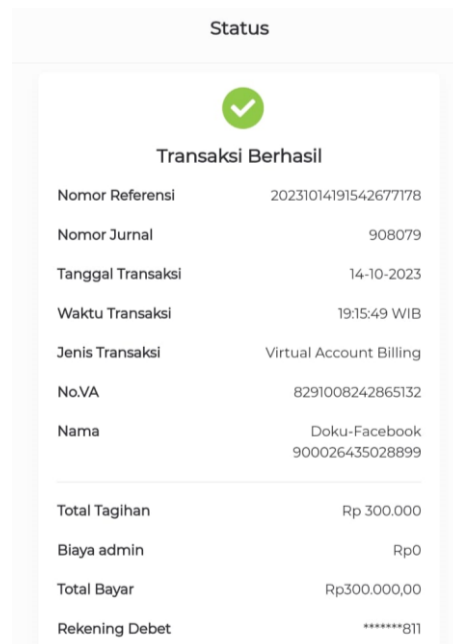 Status
Transaksi Berhasil
Nomor Referensi 20231014191542677178
Nomor Jurnal 908079
Tanggal Transaksi 14-10-2023
Waktu Transaksi 19:15:49 WIB
Jenis Transaksi Virtual Account Billing
No.VA 8291008242865132
Nama Doku-Facebook
900026435028899
Total Tagihan Rp 300.000
Biaya admin Rp0
Total Bayar Rp300.000,00
Rekening Debet *******811